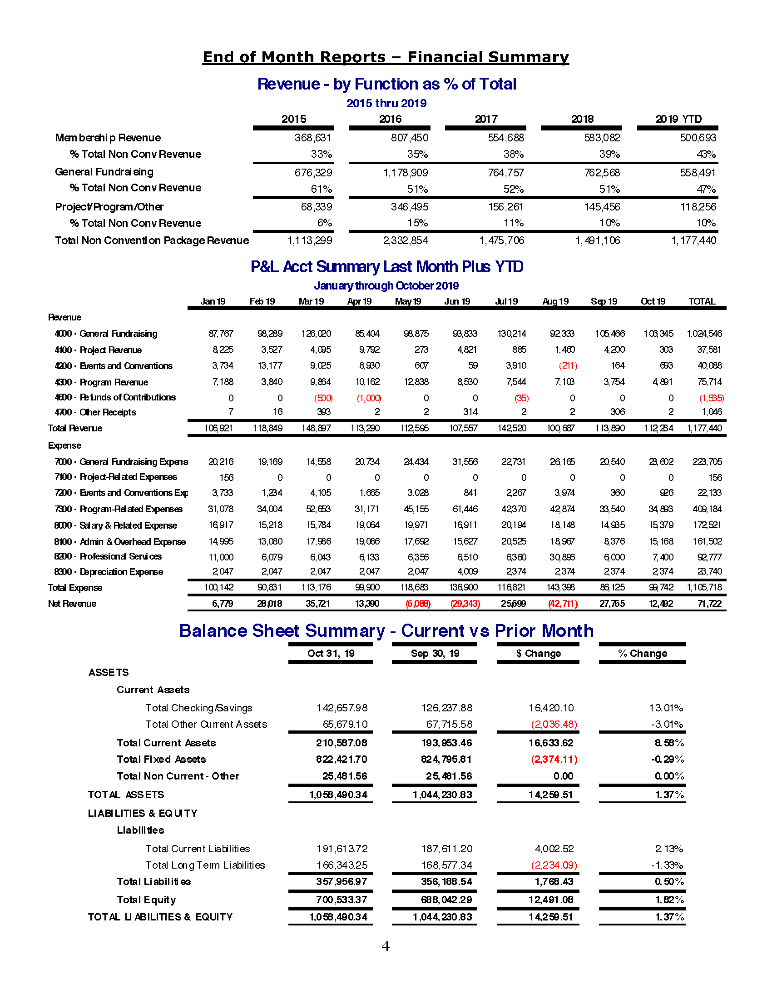 End of Month Reports – Financial Summary
Revenue - by Function as % of Total
2015 thru 2019
2015 2016 2017 2018 2019 YTD
Membership Revenue 368,631 807,450 554,688 583,082 500,693
% Total Non Conv Revenue 33% 35% 38% 39% 43%
General Fundraising 676,329 1,178,909 764,757 762,568 558,491
% Total Non Conv Revenue 61% 51% 52% 51% 47%
Project/Program/Other 68,339 346,495 156,261 145,456 118,256
% Total Non Conv Revenue 6% 15% 11% 10% 10%
Total Non Convention Package Revenue 1,113,299 2,332,854 1,475,706 1,491,106 1,177,440
P&L Acct Summary Last Month Plus YTD
January through October 2019
Jan 19 Feb 19 Mar 19 Apr 19 May 19 Jun 19 Jul 19 Aug 19 Sep 19 Oct 19 TOTAL
Revenue
4000 · General Fundraising 87,767 98,289 126,020 85,404 98,875 93,833 130,214 92,333 105,466 106,345 1,024,546
4100 · Project Revenue 8,225 3,527 4,095 9,792 273 4,821 885 1,460 4,200 303 37,581
4200 · Events and Conventions 3,734 13,177 9,025 8,930 607 59 3,910 (211) 164 693 40,088
4300 · Program Revenue 7,188 3,840 9,864 10,162 12,838 8,530 7,544 7,103 3,754 4,891 75,714
4600 · Refunds of Contributions 0 0 (500) (1,000) 0 0 (35) 0 0 0 (1,535)
4700 · Other Receipts 7 16 393 2 2 314 2 2 306 2 1,046
Total Revenue 106,921 118,849 148,897 113,290 112,595 107,557 142,520 100,687 113,890 112,234 1,177,440
Expense
7000 · General Fundraising Expens 20,216 19,169 14,558 20,734 24,434 31,556 22,731 26,165 20,540 23,602 223,705
7100 · Project-Related Expenses 156 0 0 0 0 0 0 0 0 0 156
7200 · Events and Conventions Exp 3,733 1,234 4,105 1,665 3,028 841 2,267 3,974 360 926 22,133
7300 · Program-Related Expenses 31,078 34,004 52,653 31,171 45,155 61,446 42,370 42,874 33,540 34,893 409,184
8000 · Salary & Related Expense 16,917 15,218 15,784 19,064 19,971 16,911 20,194 18,148 14,935 15,379 172,521
8100 · Admin & Overhead Expense 14,995 13,080 17,986 19,086 17,692 15,627 20,525 18,967 8,376 15,168 161,502
8200 · Professional Services 11,000 6,079 6,043 6,133 6,356 6,510 6,360 30,896 6,000 7,400 92,777
8300 · Depreciation Expense 2,047 2,047 2,047 2,047 2,047 4,009 2,374 2,374 2,374 2,374 23,740
Total Expense 100,142 90,831 113,176 99,900 118,683 136,900 116,821 143,398 86,125 99,742 1,105,718
Net Revenue 6,779 28,018 35,721 13,390 (6,088) (29,343) 25,699 (42,711) 27,765 12,492 71,722
Balance Sheet Summary - Current vs Prior Month
Oct 31, 19 Sep 30, 19 $ Change % Change
ASSETS
Current Assets
Total Checking/Savings 142,657.98 126,237.88 16,420.10 13.01%
Total Other Current Assets 65,679.10 67,715.58 (2,036.48) -3.01%
Total Current Assets 210,587.08 193,953.46 16,633.62 8.58%
Total Fixed Assets 822,421.70 824,795.81 (2,374.11) -0.29%
Total Non Current - Other 25,481.56 25,481.56 0.00 0.00%
TOTAL ASSETS 1,058,490.34 1,044,230.83 14,259.51 1.37%
LIABILITIES & EQUITY
Liabilities
Total Current Liabilities 191,613.72 187,611.20 4,002.52 2.13%
Total Long Term Liabilities 166,343.25 168,577.34 (2,234.09) -1.33%
Total Liabilities 357,956.97 356,188.54 1,768.43 0.50%
Total Equity 700,533.37 688,042.29 12,491.08 1.82%
TOTAL LIABILITIES & EQUITY 1,058,490.34 1,044,230.83 14,259.51 1.37%
4